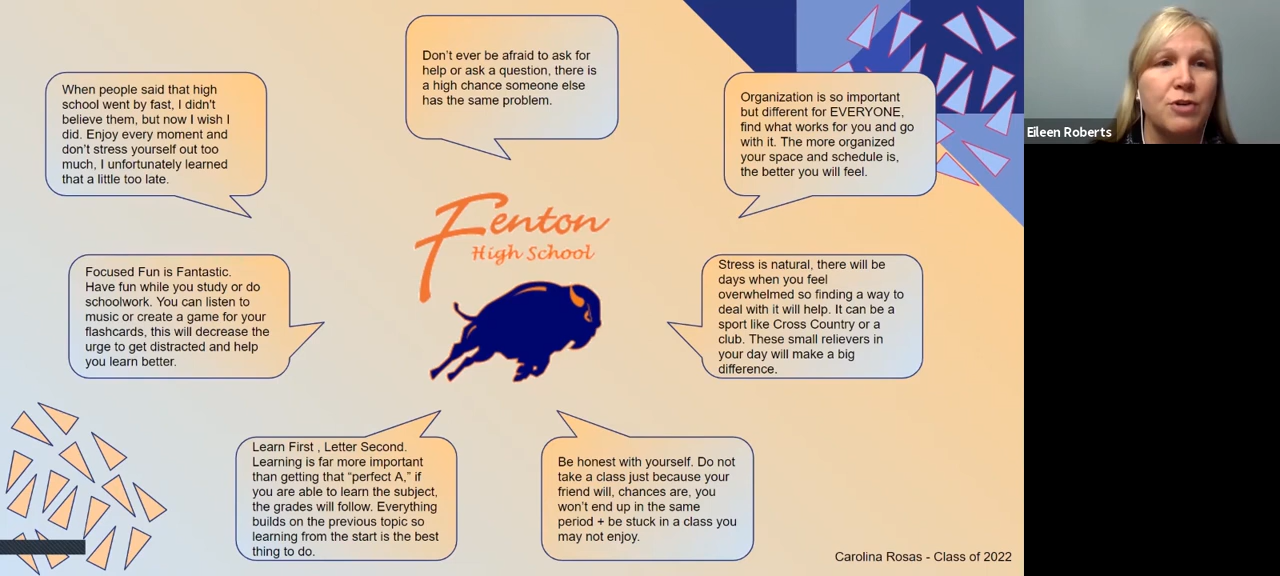 Don't ever be afraid to ask for
help or ask a question, there is
a high chance someone else
has the same problem.
When people said that high
school went by fast, I didn't
believe them, but now I wish I
did. Enjoy every moment and
don't stress yourself out too
much, I unfortunately learned
that a little too late.
Organization is so important
but different for EVERYONE,
find what works for you and go
with it. The more organized
your space and schedule is,
the better you will feel.
Eileen Roberts
Fenton
High School
Focused Fun is Fantastic.
Have fun while you study or do
schoolwork. You can listen to
music or create a game for your
flashcards, this will decrease the
urge to get distracted and help
you learn better.
Stress is natural, there will be
days when you feel
overwhelmed so finding a way to
deal with it will help. It can be a
sport like Cross Country or a
club. These small relievers in
your day will make a big
difference.
Learn First , Letter Second.
Learning is far more important
than getting that “perfect A,” if
you are able to learn the subject,
the grades will follow. Everything
builds on the previous topic so
learning from the start is the best
thing to do.
Be honest with yourself. Do not
take a class just because your
friend will, chances are, you
won't end up in the same
period + be stuck in a class you
may not enjoy.
Carolina Rosas - Class of 2022